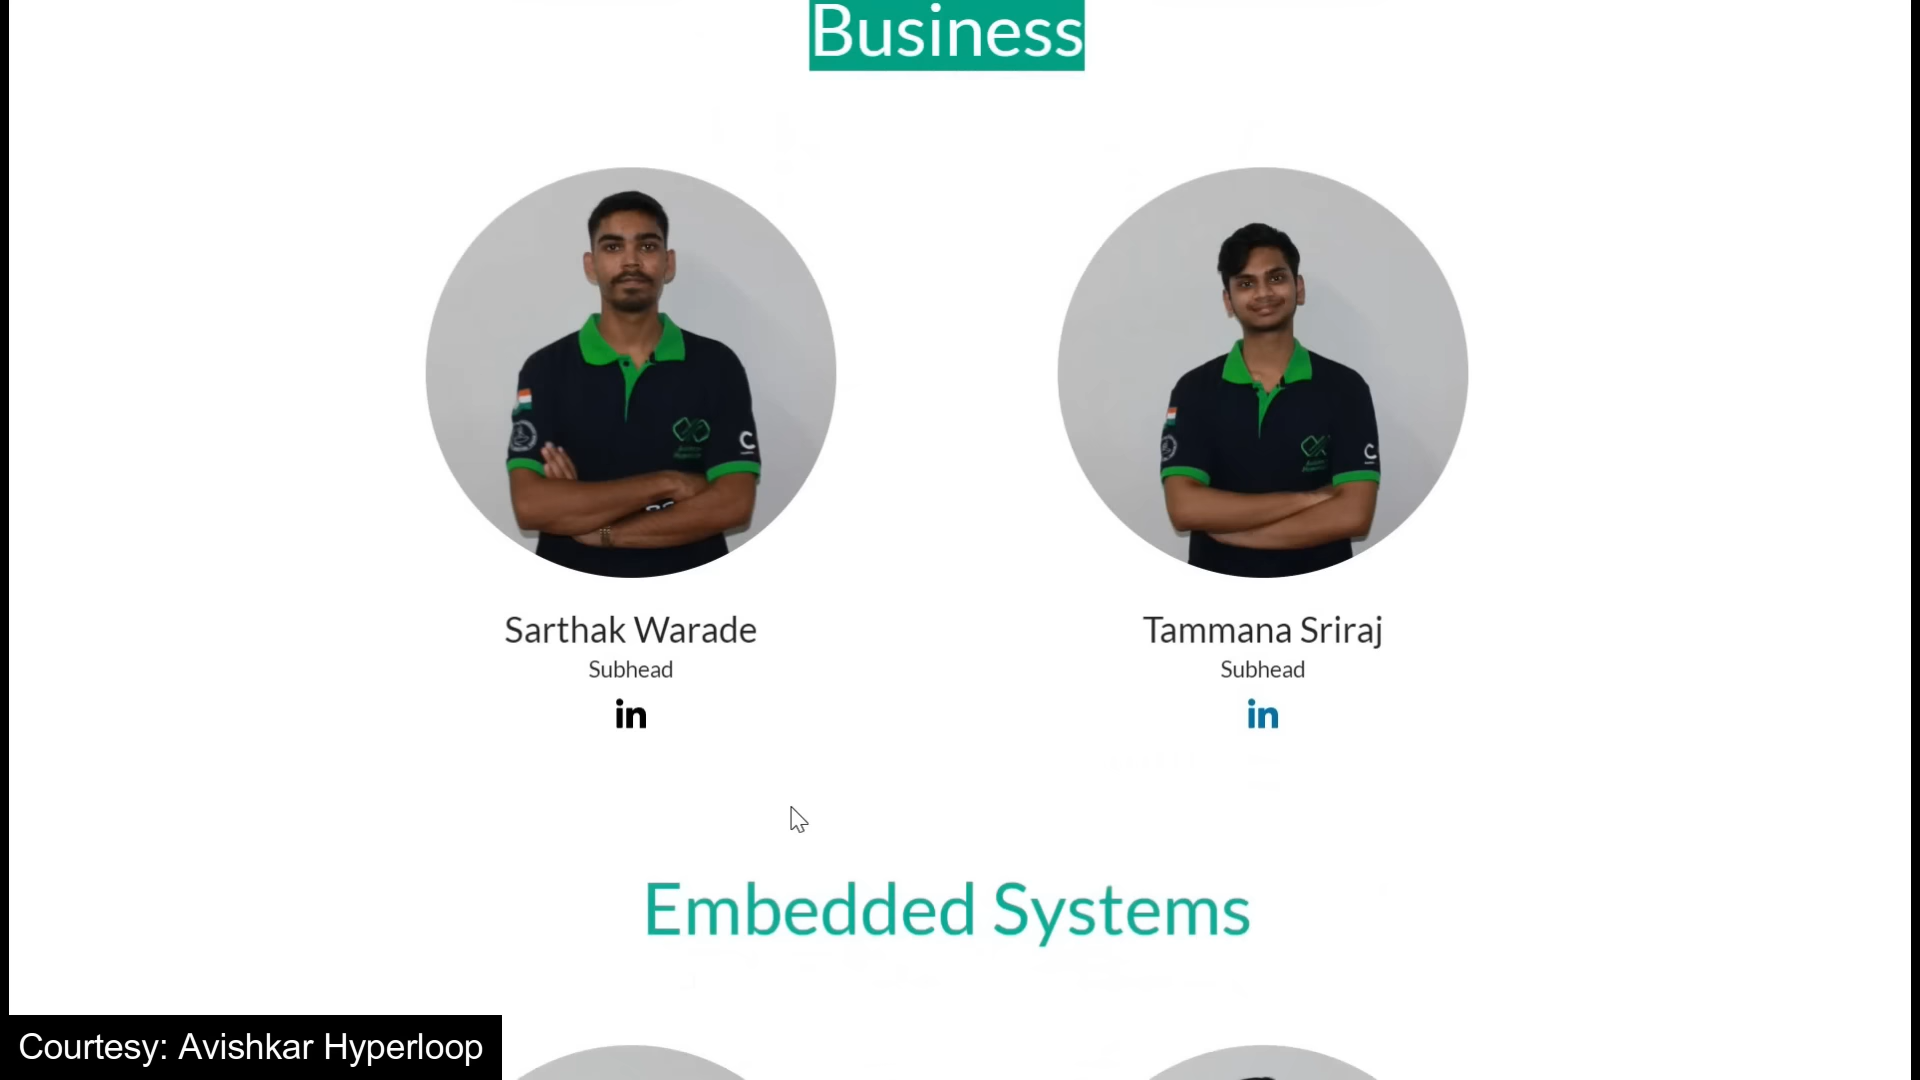 Business
Sarthak Warade
Subhead
in
Tammana Sriraj
Subhead
in
Embedded Systems
Courtesy: Avishkar Hyperloop